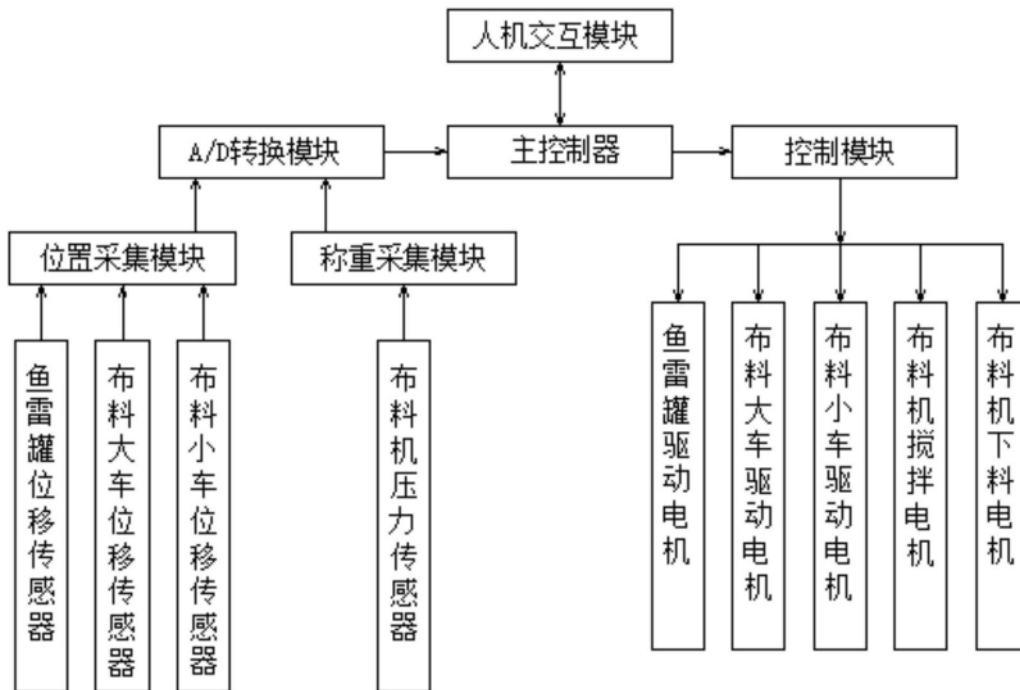 人机交互模块
A/D转换模块
主控制器
控制模块
位置采集模块
称重采集模块
鱼雷罐位移传感器
布料大车位移传感器
布料小车位移传感器
布料机压力传感器
鱼雷罐驱动电机
布料大车驱动电机
布料小车驱动电机
布料机搅拌电机
布料机下料电机